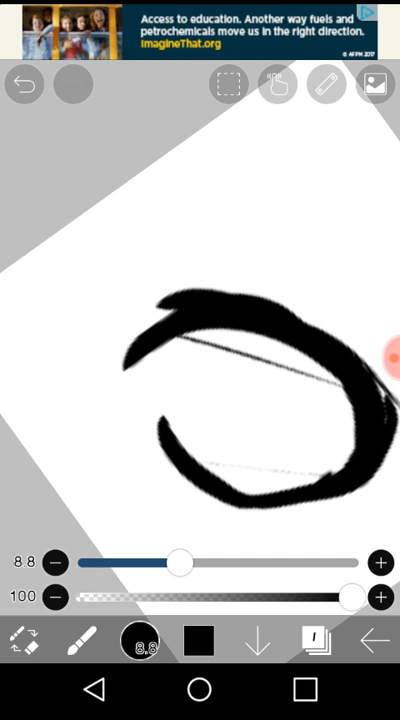 Access to education. Another way fuels and
petrochemicals move us in the right direction.
ImagineThat.org
© AFPM 2017
8.8
100
8.8
1